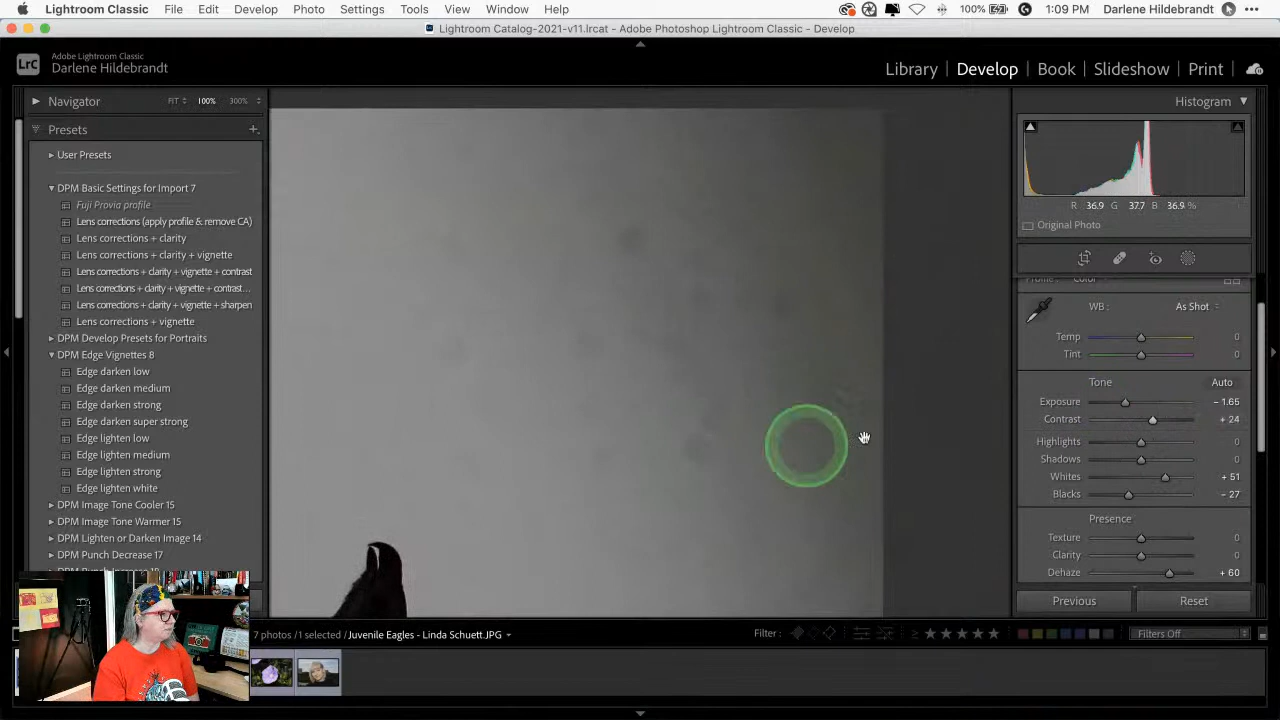 Lightroom Classic File Edit Develop Photo Settings Tools View Window Help 100% 1:09 PM Darlene Hildebrandt
Lightroom Catalog-2021-v11.lrcat - Adobe Photoshop Lightroom Classic - Develop
LrC
Adobe Lightroom Classic
Darlene Hildebrandt
Library Develop Book Slideshow Print
Navigator FIT 100% 300%
Presets
User Presets
DPM Basic Settings for Import 7
Fuji Provia profile
Lens corrections (apply profile & remove CA)
Lens corrections + clarity
Lens corrections + clarity + vignette
Lens corrections + clarity + vignette + contrast
Lens corrections + clarity + vignette + contrast...
Lens corrections + clarity + vignette + sharpen
Lens corrections + vignette
DPM Develop Presets for Portraits
DPM Edge Vignettes 8
Edge darken low
Edge darken medium
Edge darken strong
Edge darken super strong
Edge lighten low
Edge lighten medium
Edge lighten strong
Edge lighten white
DPM Image Tone Cooler 15
DPM Image Tone Warmer 15
DPM Lighten or Darken Image 14
DPM Punch Decrease 17
Histogram
R 36.9 G 37.7 B 36.9 %
Original Photo
Profile Color
WB : As Shot
Temp 0
Tint 0
Tone Auto
Exposure - 1.65
Contrast + 24
Highlights 0
Shadows 0
Whites + 51
Blacks - 27
Presence
Texture 0
Clarity 0
Dehaze + 60
Previous Reset
7 photos /1 selected /Juvenile Eagles - Linda Schuett.JPG
Filter : Filters Off